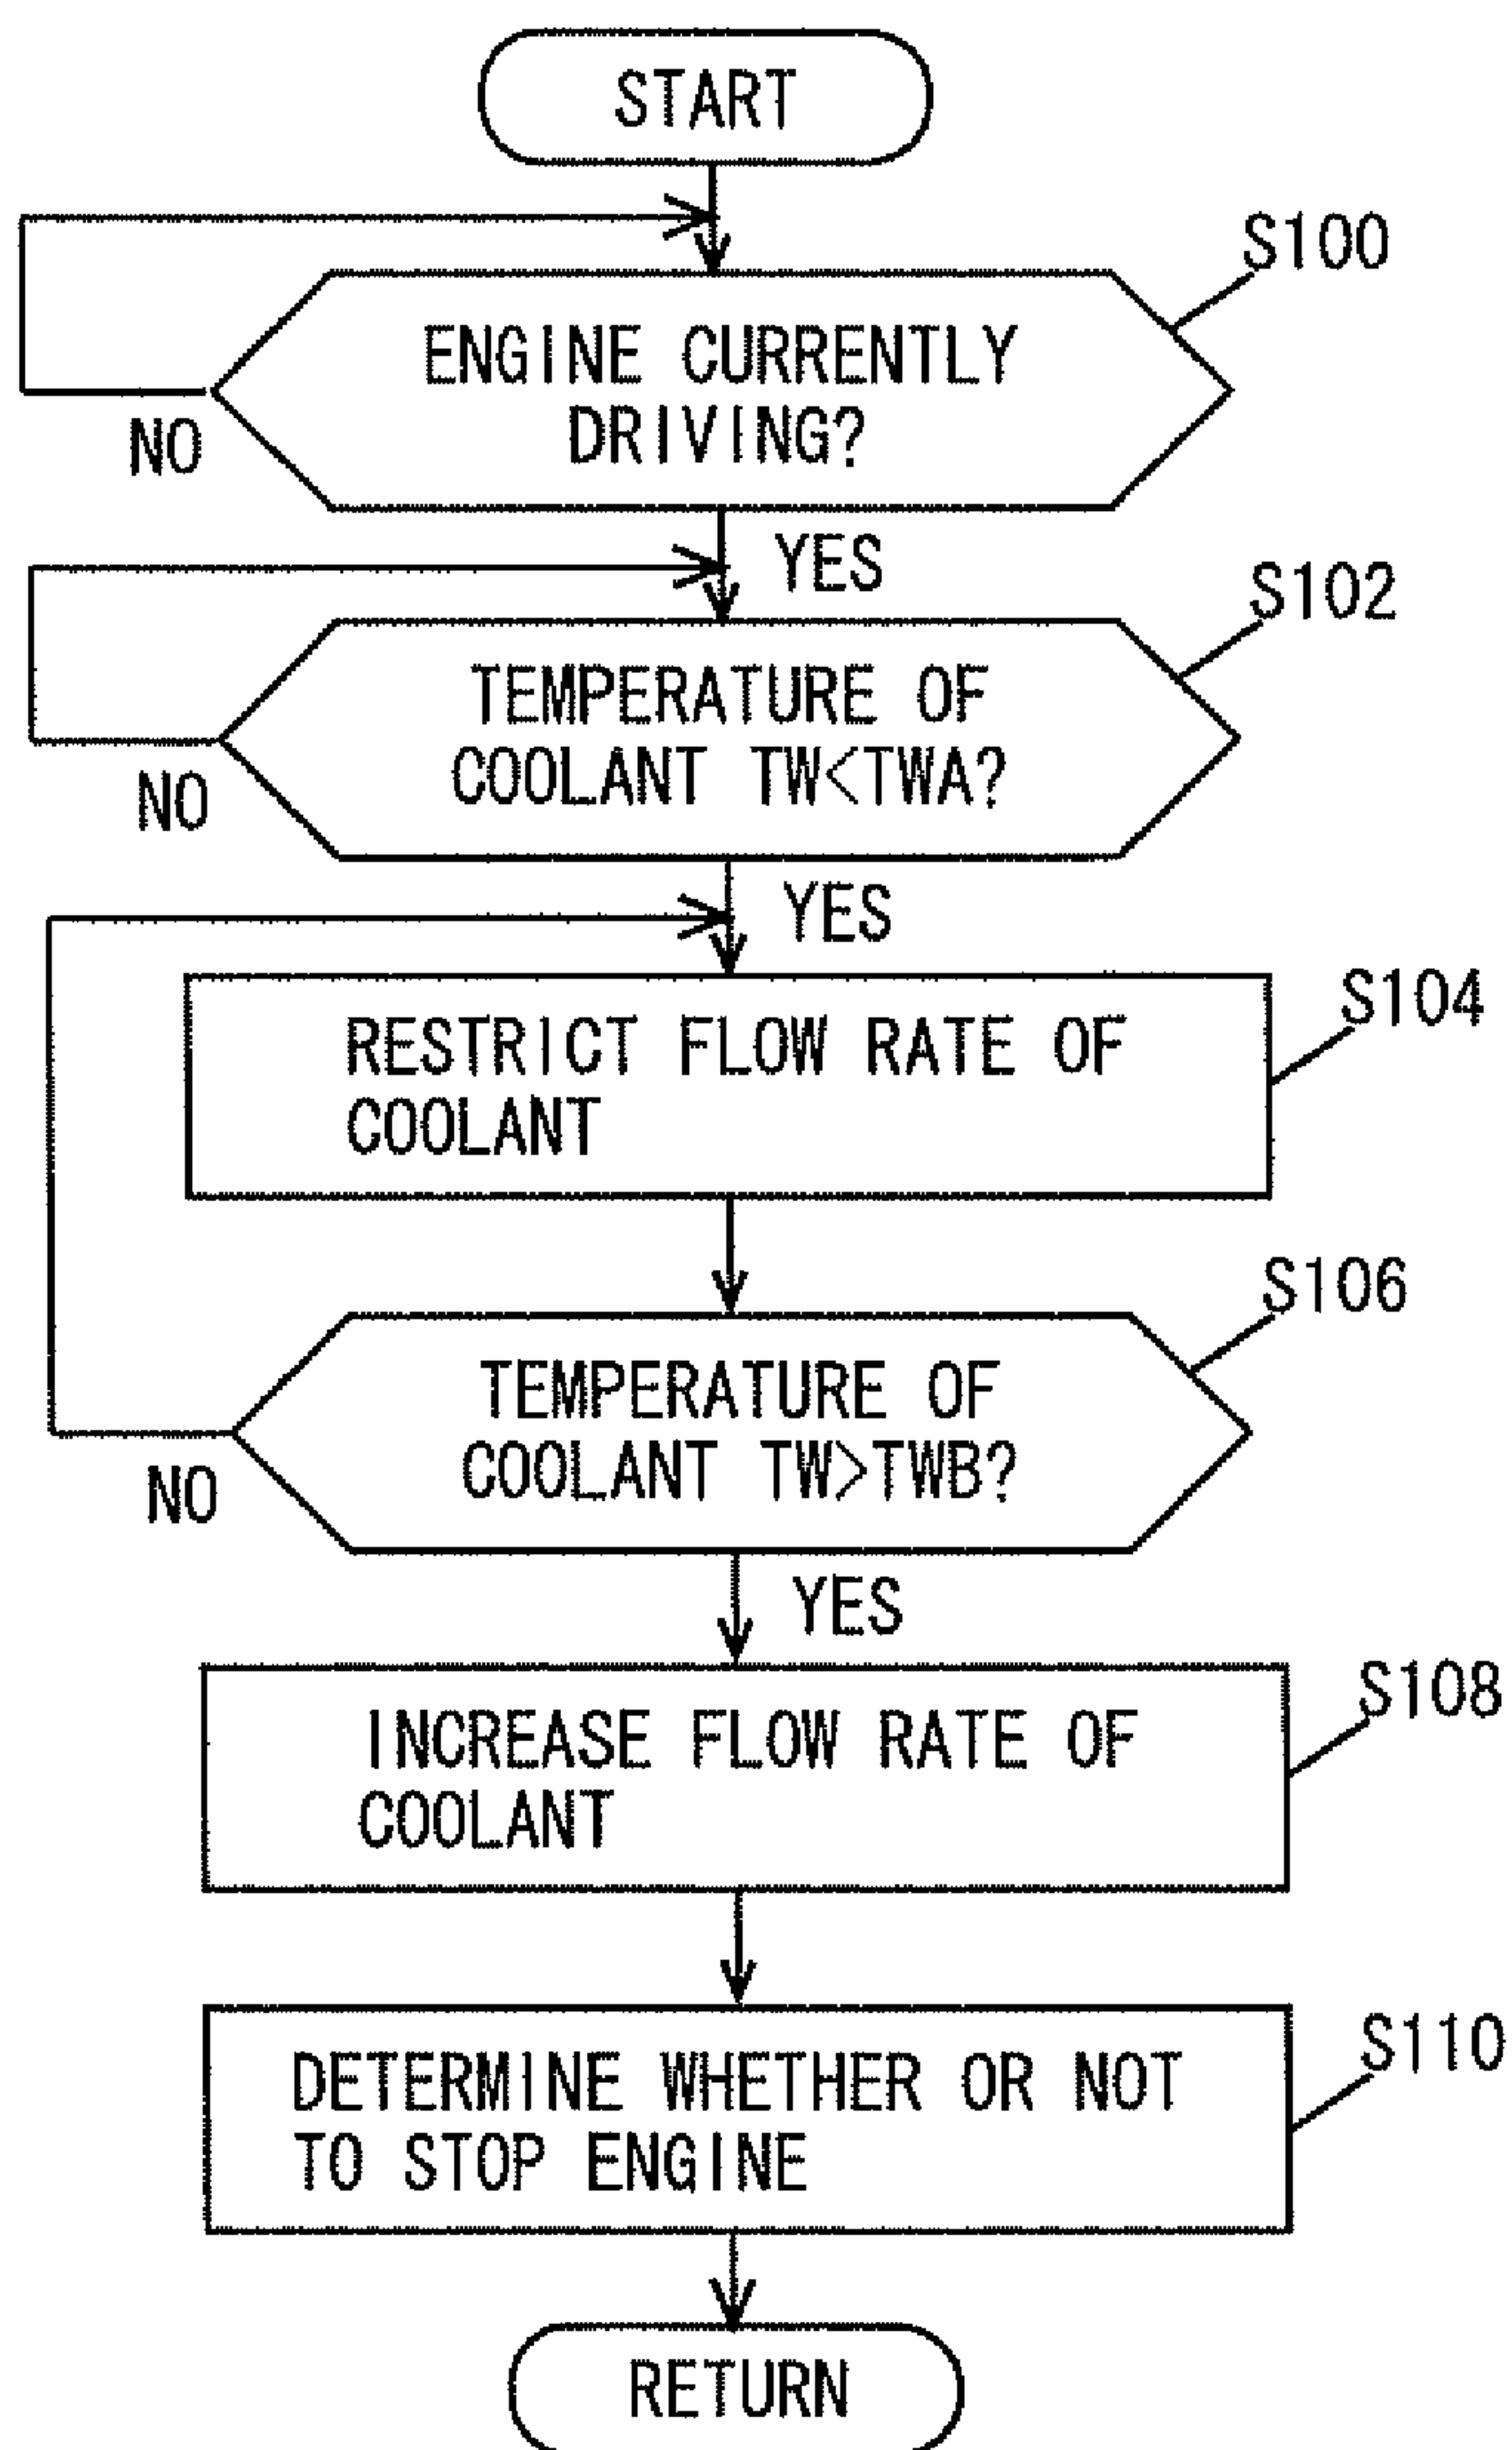 START
S100
ENGINE CURRENTLY
DRIVING?
NO
YES
S102
TEMPERATURE OF
COOLANT TW<TWA?
NO
YES
S104
RESTRICT FLOW RATE OF
COOLANT
S106
TEMPERATURE OF
COOLANT TW>TWB?
NO
YES
S108
INCREASE FLOW RATE OF
COOLANT
S110
DETERMINE WHETHER OR NOT
TO STOP ENGINE
RETURN